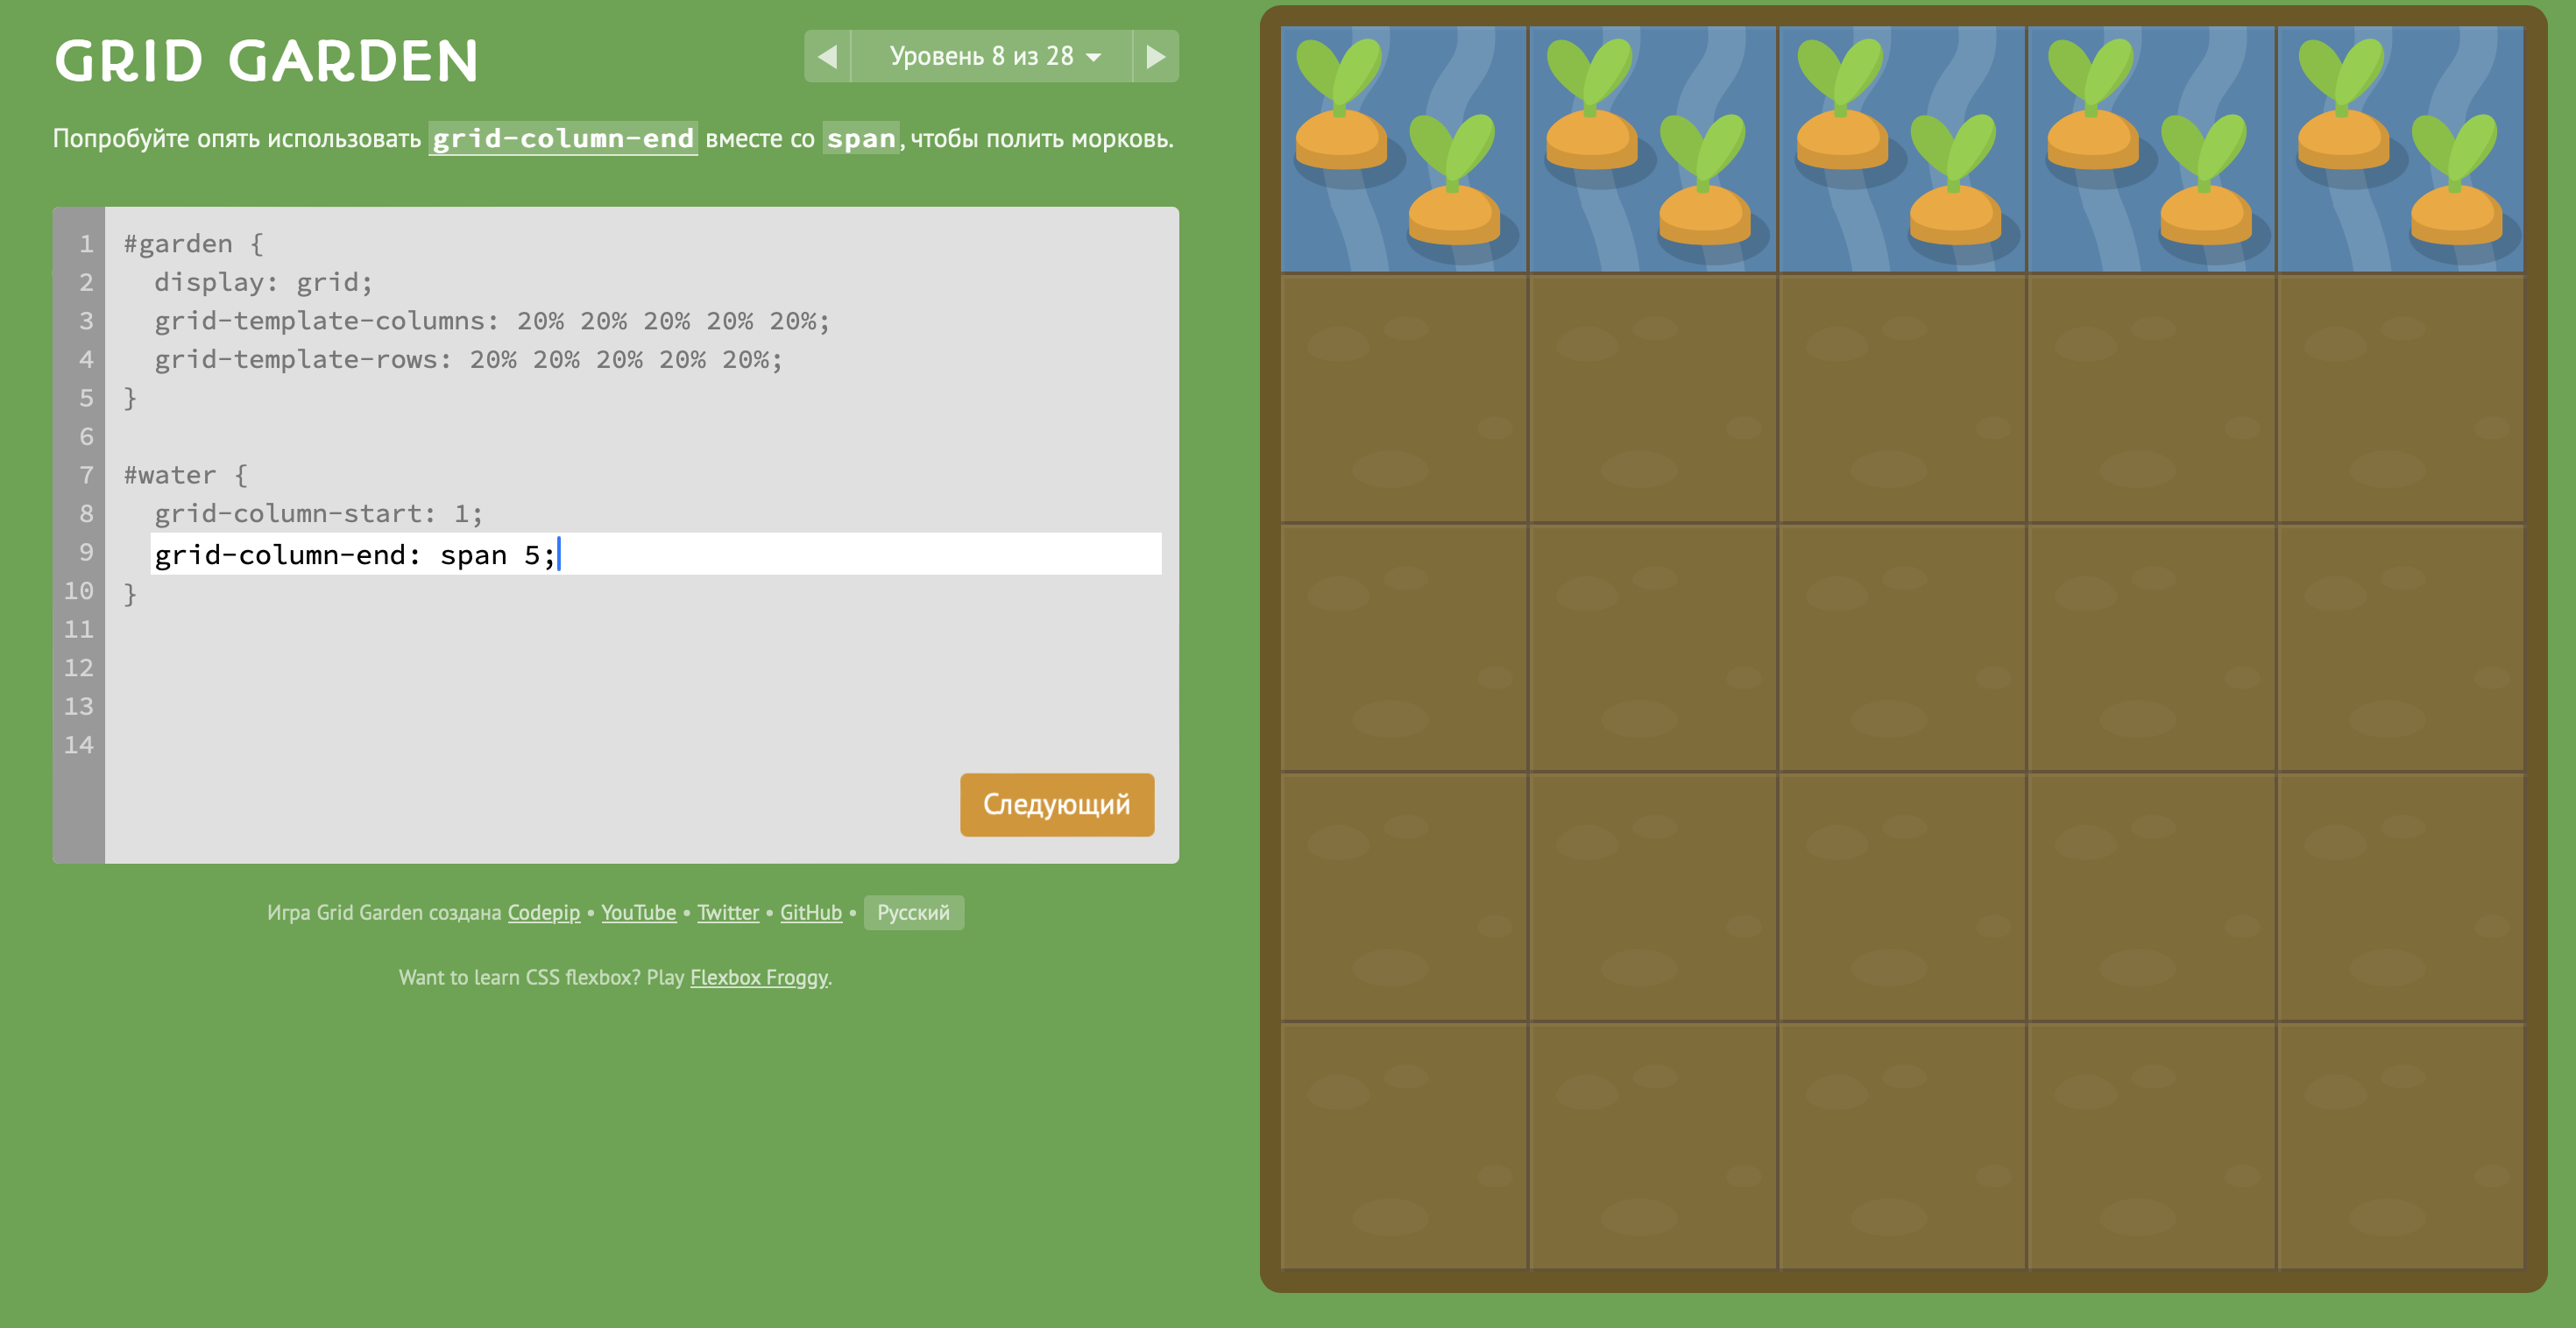 GRID GARDEN
Уровень 8 из 28
Попробуйте опять использовать grid-column-end вместе со span, чтобы полить морковь.
1 #garden {
2 display: grid;
3 grid-template-columns: 20% 20% 20% 20% 20%;
4 grid-template-rows: 20% 20% 20% 20% 20%;
5 }
6
7 #water {
8 grid-column-start: 1;
9 grid-column-end: span 5;
10 }
11
12
13
14
Следующий
Игра Grid Garden создана Codepip • YouTube • Twitter • GitHub • Русский
Want to learn CSS flexbox? Play Flexbox Froggy.